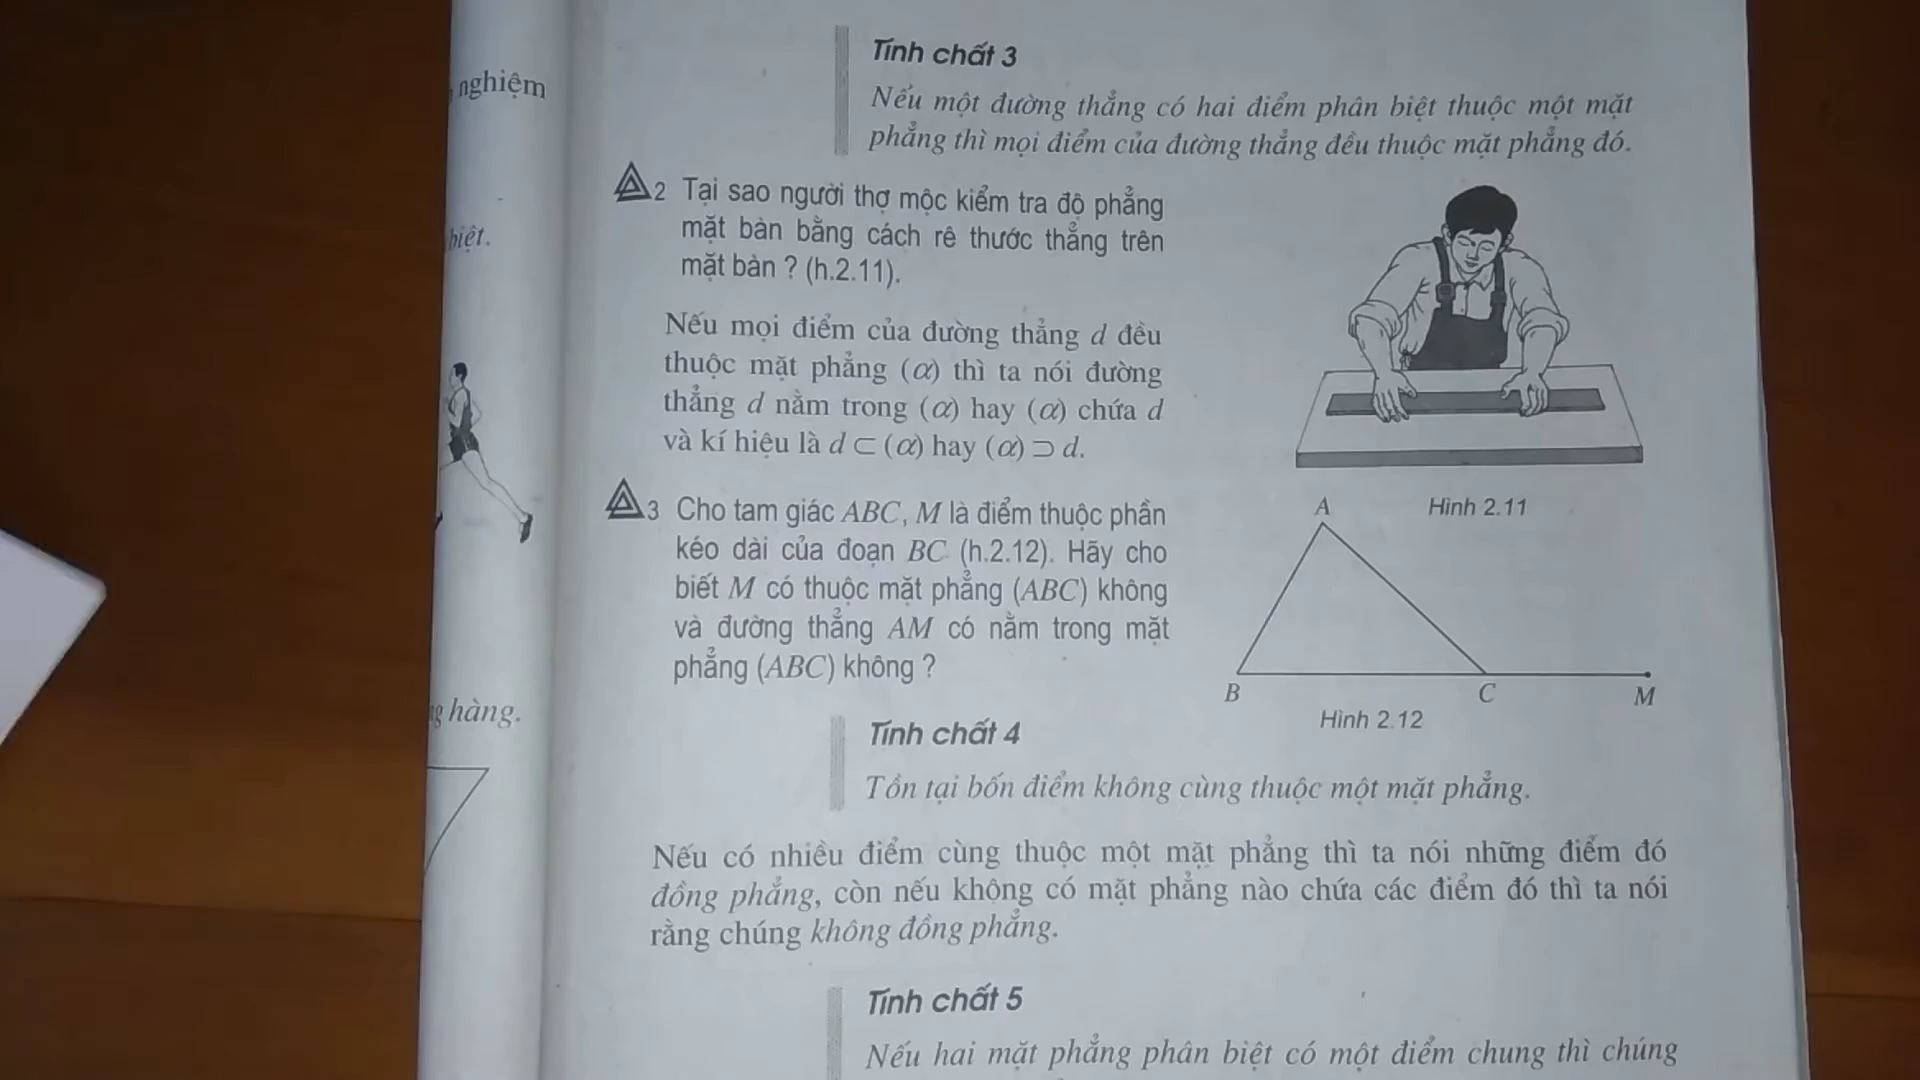 nghiệm
biệt.
hàng.
Tính chất 3
Nếu một đường thẳng có hai điểm phân biệt thuộc một mặt
phẳng thì mọi điểm của đường thẳng đều thuộc mặt phẳng đó.
2 Tại sao người thợ mộc kiểm tra độ phẳng
mặt bàn bằng cách rê thước thẳng trên
mặt bàn ? (h.2.11).
Nếu mọi điểm của đường thẳng d đều
thuộc mặt phẳng (α) thì ta nói đường
thẳng d nằm trong (α) hay (α) chứa d
và kí hiệu là d ⊂ (α) hay (α) ⊃ d.
Hình 2.11
3 Cho tam giác ABC, M là điểm thuộc phần
kéo dài của đoạn BC (h.2.12). Hãy cho
biết M có thuộc mặt phẳng (ABC) không
và đường thẳng AM có nằm trong mặt
phẳng (ABC) không ?
A
B
C
M
Hình 2.12
Tính chất 4
Tồn tại bốn điểm không cùng thuộc một mặt phẳng.
Nếu có nhiều điểm cùng thuộc một mặt phẳng thì ta nói những điểm đó
đồng phẳng, còn nếu không có mặt phẳng nào chứa các điểm đó thì ta nói
rằng chúng không đồng phẳng.
Tính chất 5
Nếu hai mặt phẳng phân biệt có một điểm chung thì chúng